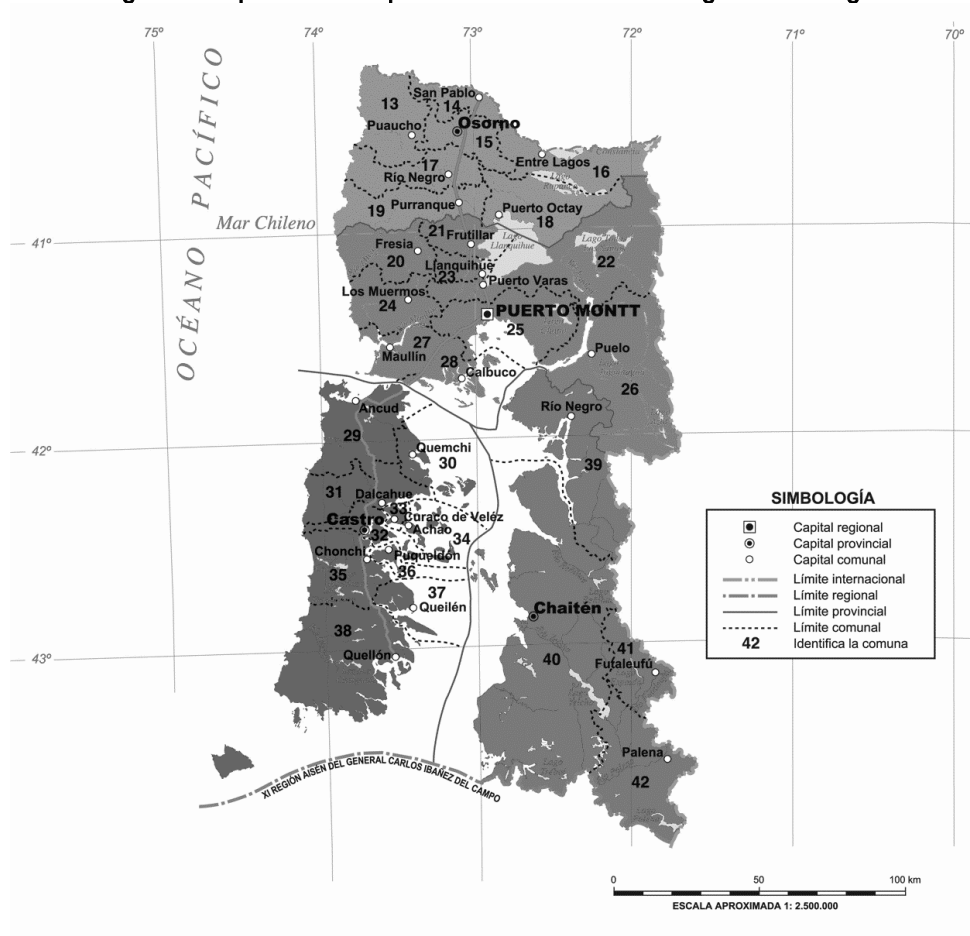 75º
74º
73º
72º
71º
70º
OCÉANO PACÍFICO
Mar Chileno
41º
42º
43º
San Pablo
13
14
Puaucho
Osorno
15
Entre Lagos
16
17
Río Negro
19
Purranque
Puerto Octay
18
21
Frutillar
Fresia
20
Lago
Llanquihue
22
Llanquihue
23
Puerto Varas
Los Muermos
24
PUERTO MONTT
25
27
Maullín
Puelo
28
Calbuco
26
Ancud
Río Negro
29
Quemchi
30
39
31
Dalcahue
33
Curaco de Veléz
Castro
32
Achao
34
Chonchi
Puqueldón
35
36
37
Queilén
Chaitén
38
Quellón
40
41
Futaleufú
Palena
42
XI REGION AISÉN DEL GENERAL CARLOS IBAÑEZ DEL CAMPO
SIMBOLOGÍA
Capital regional
Capital provincial
Capital comunal
Límite internacional
Límite regional
Límite provincial
Límite comunal
42 Identifica la comuna
0 50 100 km
ESCALA APROXIMADA 1: 2.500.000